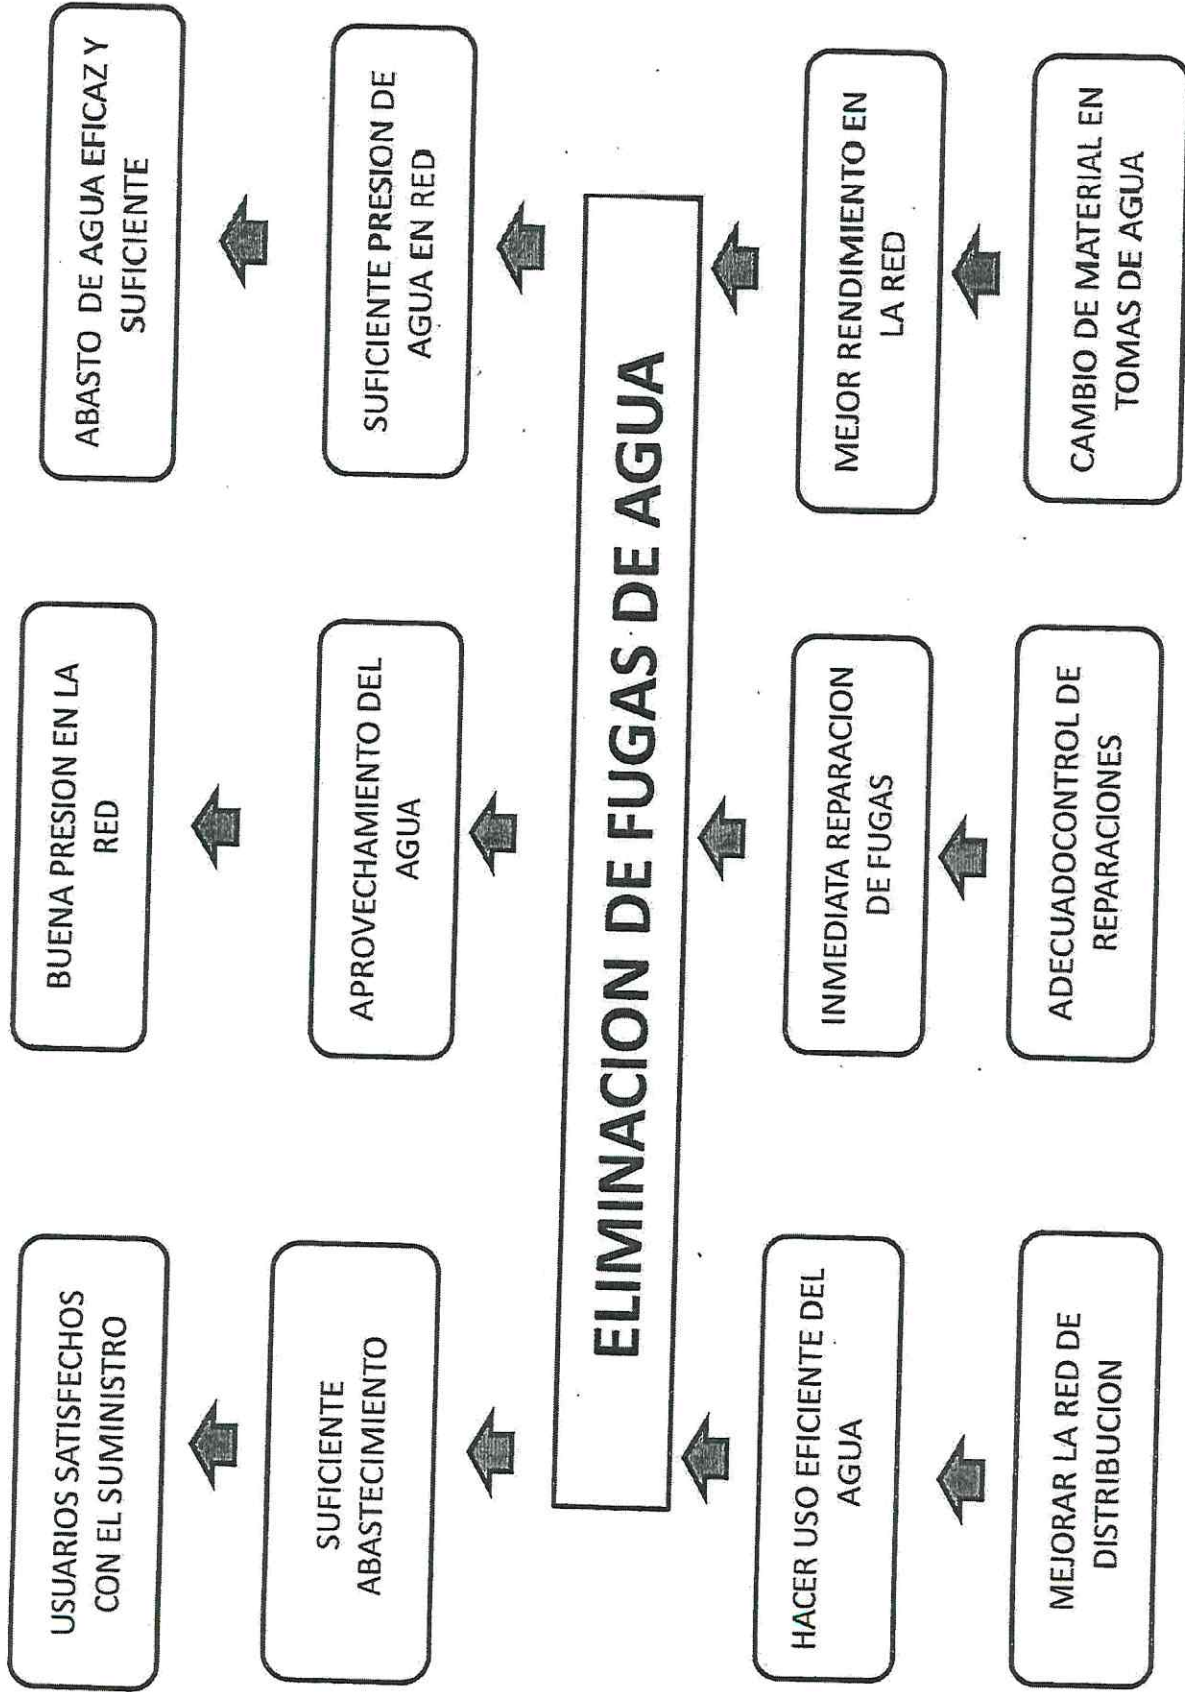 USUARIOS SATISFECHOS
CON EL SUMINISTRO
BUENA PRESION EN LA
RED
ABASTO DE AGUA EFICAZ Y
SUFICIENTE
SUFICIENTE
ABASTECIMIENTO
APROVECHAMIENTO DEL
AGUA
SUFICIENTE PRESION DE
AGUA EN RED
ELIMINACION DE FUGAS DE AGUA
HACER USO EFICIENTE DEL
AGUA
INMEDIATA REPARACION
DE FUGAS
MEJOR RENDIMIENTO EN
LA RED
MEJORAR LA RED DE
DISTRIBUCION
ADECUADOCONTROL DE
REPARACIONES
CAMBIO DE MATERIAL EN
TOMAS DE AGUA